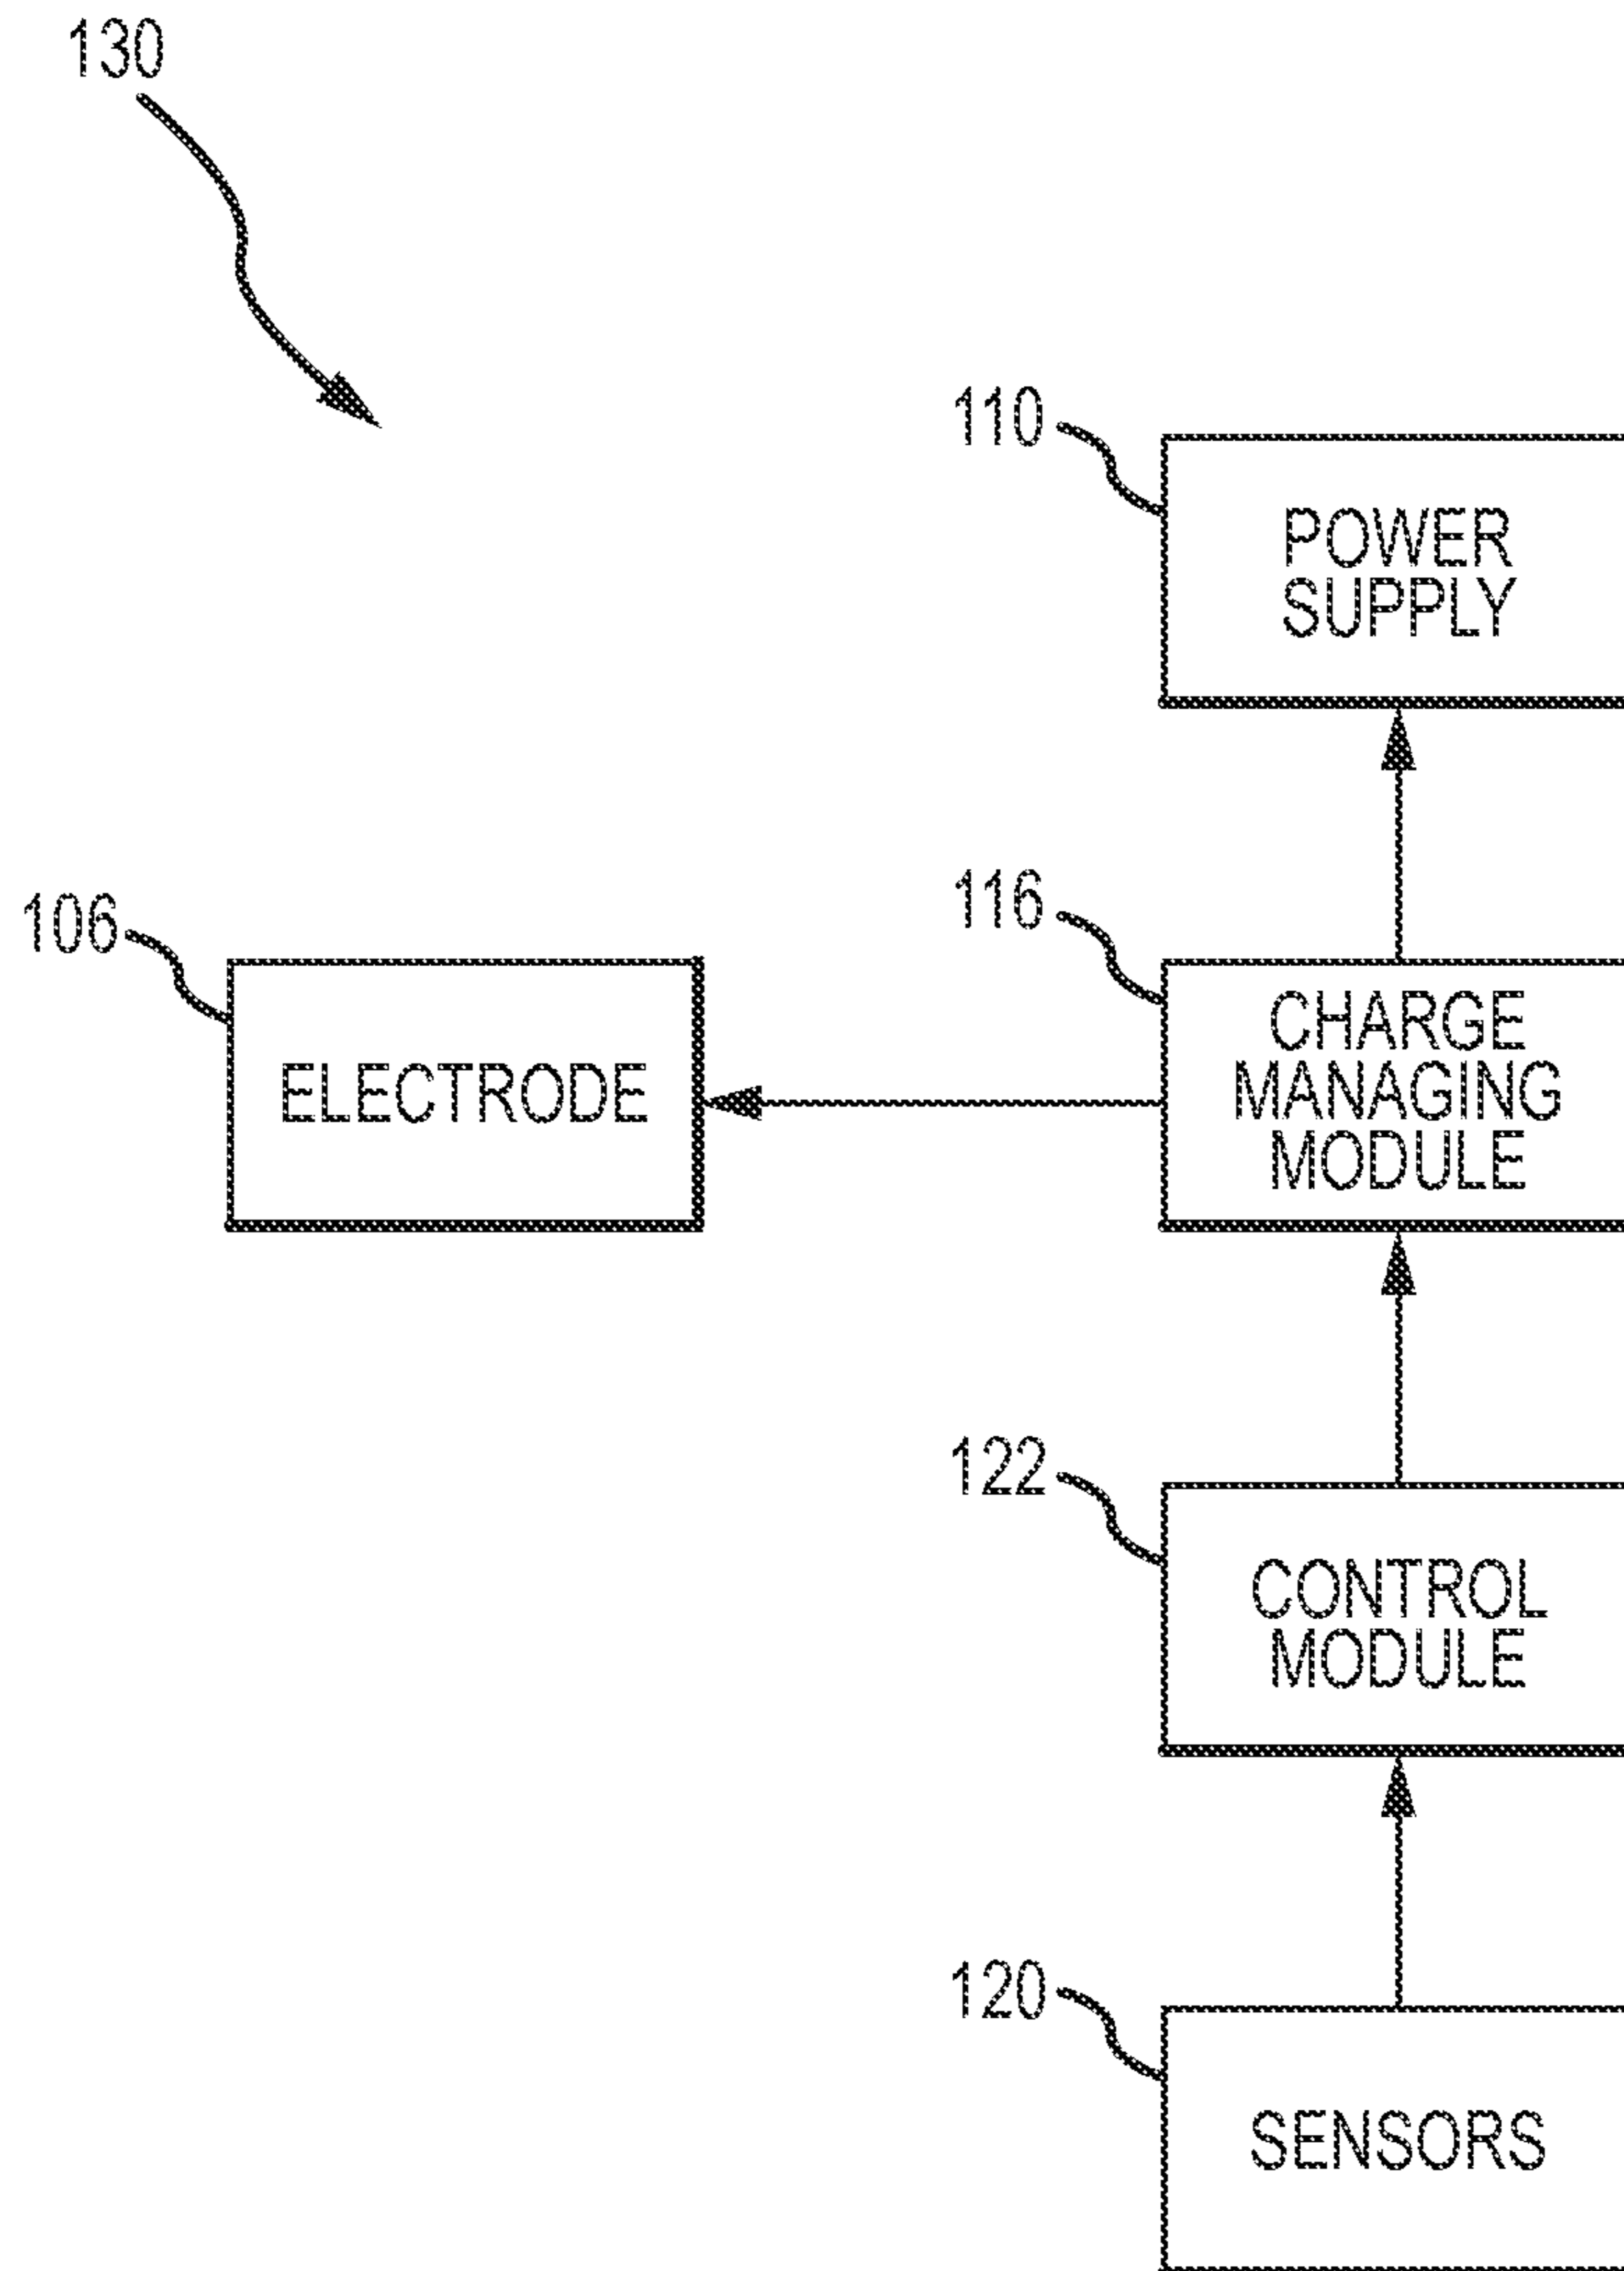 130
110
POWER
SUPPLY
106
ELECTRODE
116
CHARGE
MANAGING
MODULE
122
CONTROL
MODULE
120
SENSORS